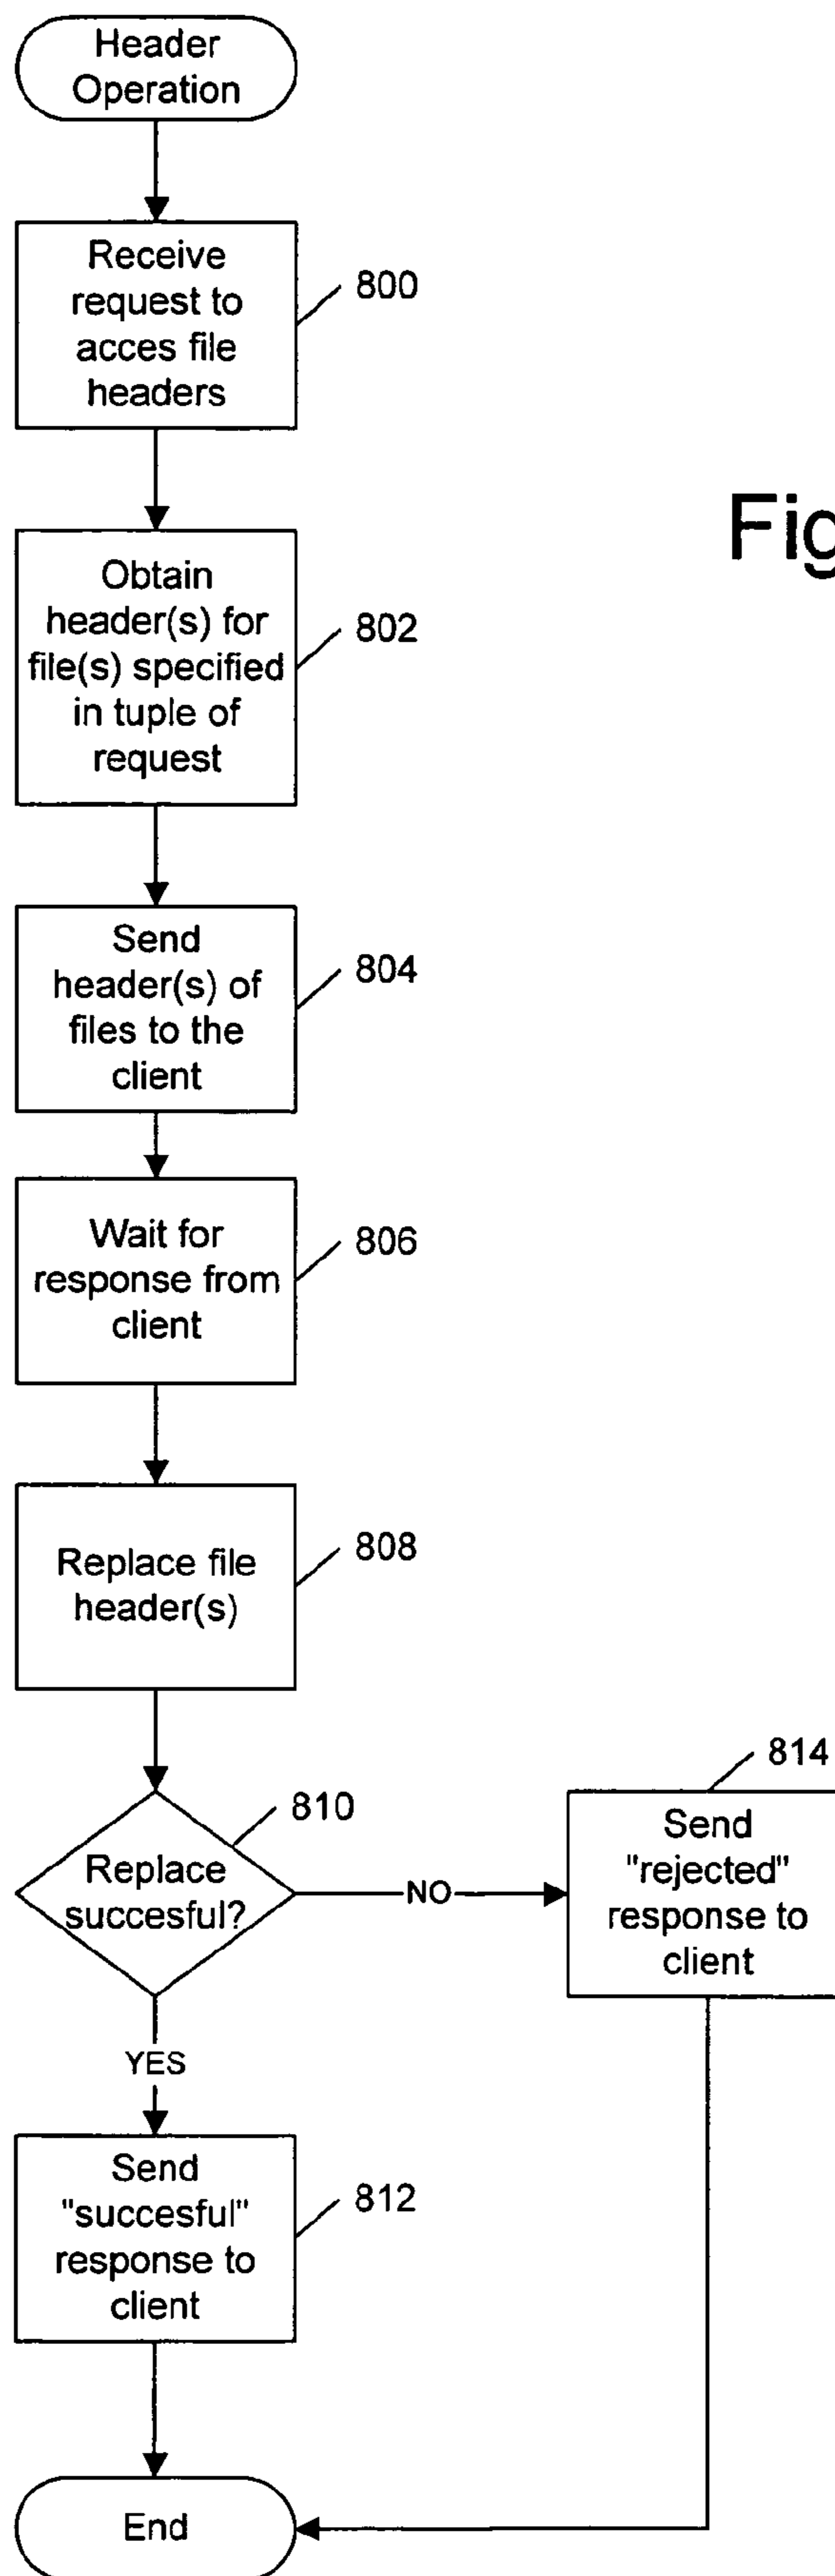 Header
Operation
Receive
request to
acces file
headers
800
Obtain
header(s) for
file(s) specified
in tuple of
request
802
Fig
Send
header(s) of
files to the
client
804
Wait for
response from
client
806
Replace file
header(s)
808
Replace
succesful?
810
NO
814
Send
"rejected"
response to
client
YES
Send
"succesful"
response to
client
812
End